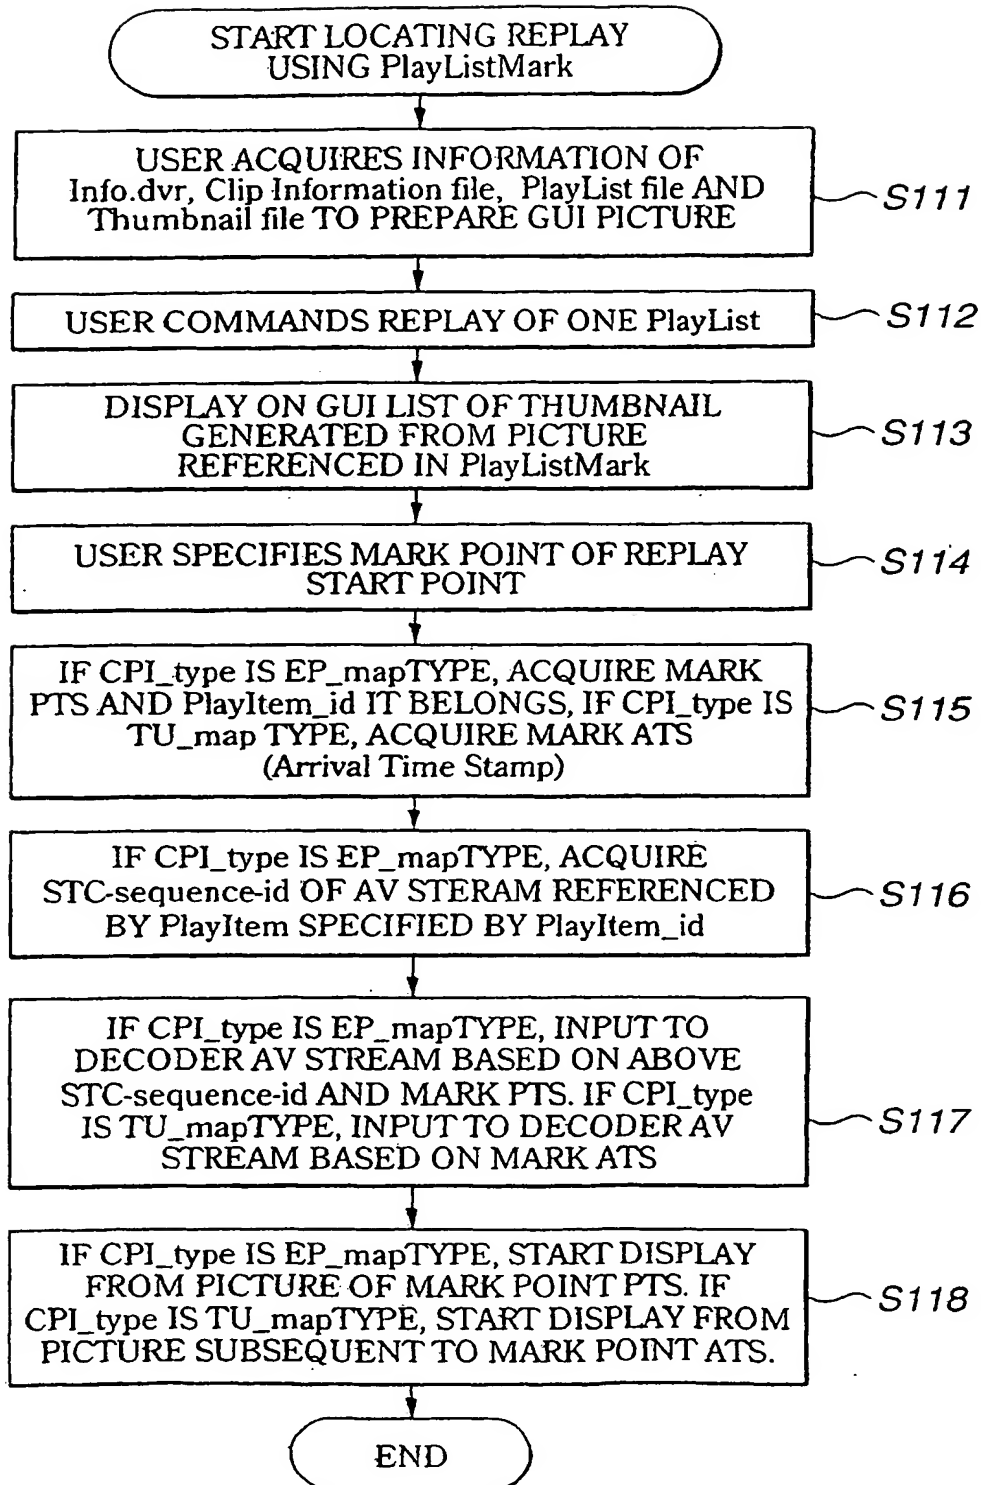 START LOCATING REPLAY
USING PlayListMark
USER ACQUIRES INFORMATION OF
Info.dvr, Clip Information file, PlayList file AND
Thumbnail file TO PREPARE GUI PICTURE
S111
USER COMMANDS REPLAY OF ONE PlayList
S112
DISPLAY ON GUI LIST OF THUMBNAIL
GENERATED FROM PICTURE
REFERENCED IN PlayListMark
S113
USER SPECIFIES MARK POINT OF REPLAY
START POINT
S114
IF CPI_type IS EP_mapTYPE, ACQUIRE MARK
PTS AND PlayItem_id IT BELONGS, IF CPI_type IS
TU_map TYPE, ACQUIRE MARK ATS
(Arrival Time Stamp)
S115
IF CPI_type IS EP_mapTYPE, ACQUIRE
STC-sequence-id OF AV STERAM REFERENCED
BY PlayItem SPECIFIED BY PlayItem_id
S116
IF CPI_type IS EP_mapTYPE, INPUT TO
DECODER AV STREAM BASED ON ABOVE
STC-sequence-id AND MARK PTS. IF CPI_type
IS TU_mapTYPE, INPUT TO DECODER AV
STREAM BASED ON MARK ATS
S117
IF CPI_type IS EP_mapTYPE, START DISPLAY
FROM PICTURE OF MARK POINT PTS. IF
CPI_type IS TU_mapTYPE, START DISPLAY FROM
PICTURE SUBSEQUENT TO MARK POINT ATS.
S118
END